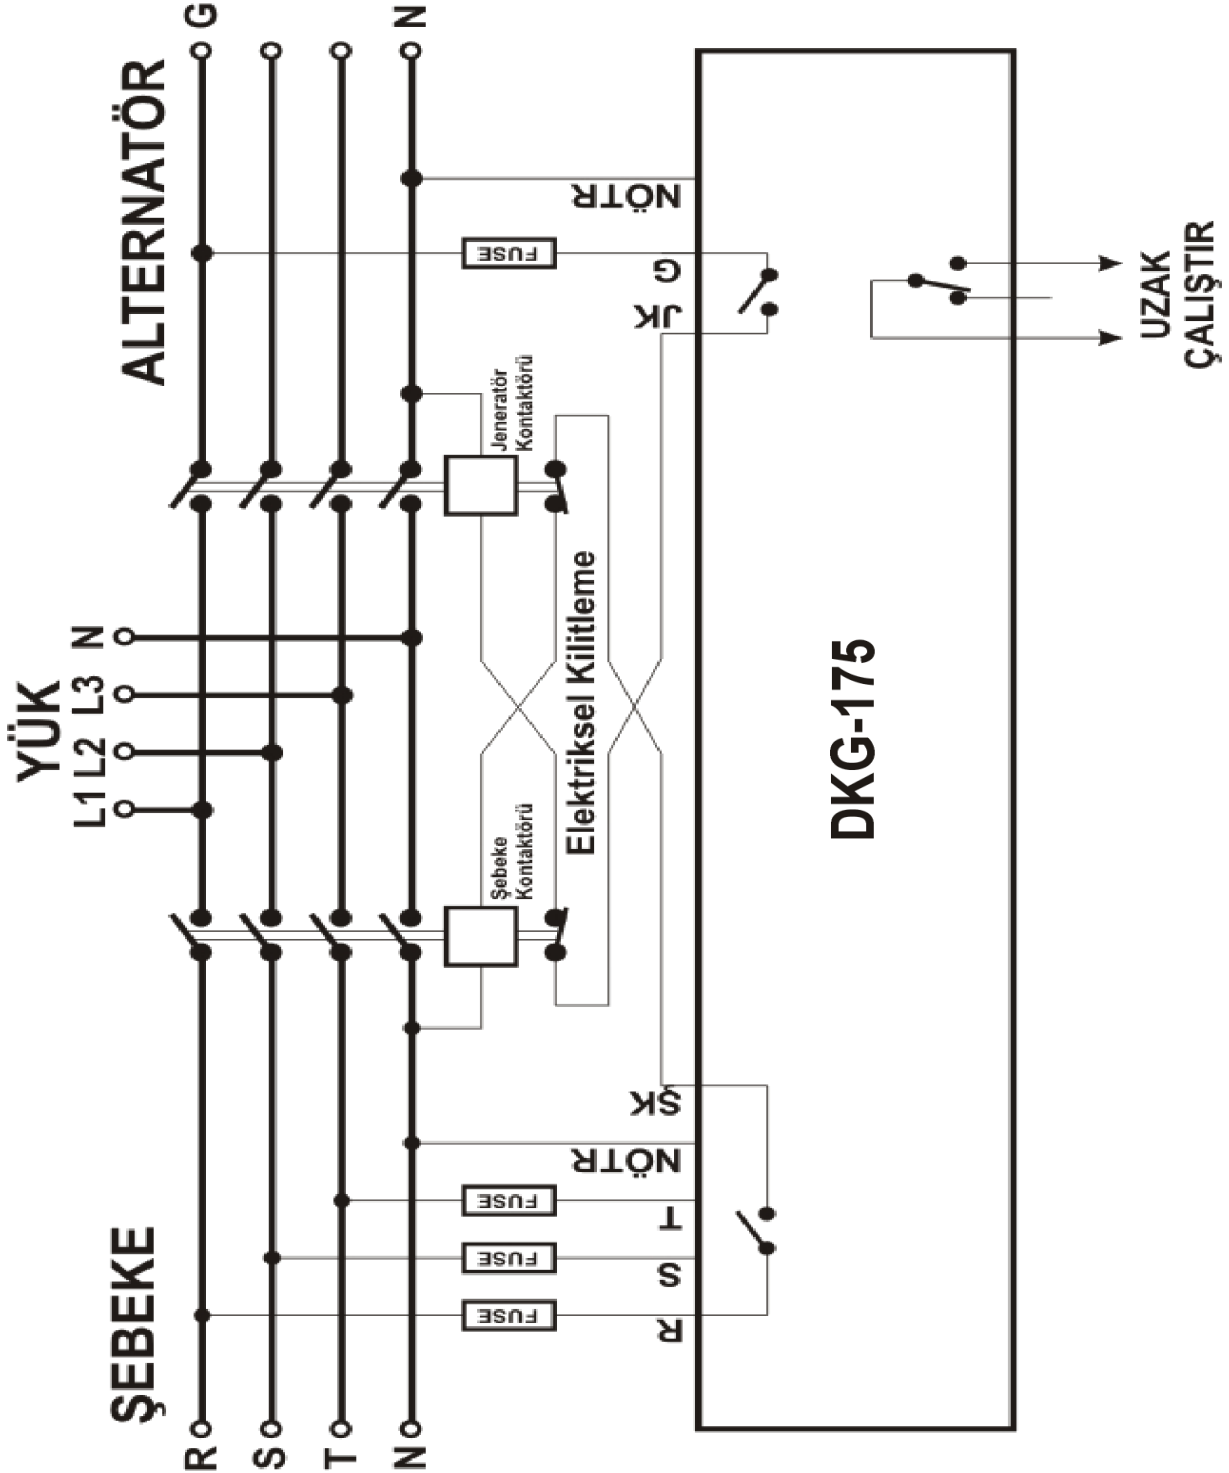 ŞEBEKE
YÜK
ALTERNATÖR
L1 L2 L3 N
R
S
T
N
G
N
Şebeke
Kontaktörü
Jeneratör
Kontaktörü
Elektriksel Kilitleme
FUSE
FUSE
FUSE
FUSE
R
S
T
NÖTR
ŞK
JK
G
NÖTR
DKG-175
UZAK
ÇALIŞTIR